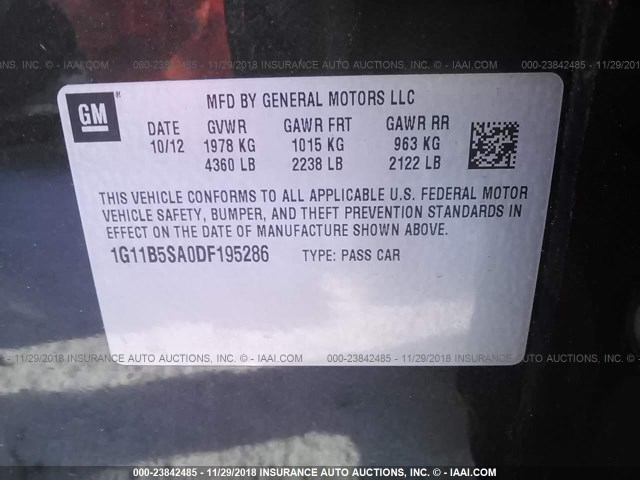 000-23842485 - 11/29/2018 INSURANCE AUTO AUCTIONS, INC. © - IAAI.COM
GM
MFD BY GENERAL MOTORS LLC
DATE GVWR GAWR FRT GAWR RR
10/12 1978 KG 1015 KG 963 KG
4360 LB 2238 LB 2122 LB
THIS VEHICLE CONFORMS TO ALL APPLICABLE U.S. FEDERAL MOTOR
VEHICLE SAFETY, BUMPER, AND THEFT PREVENTION STANDARDS IN
EFFECT ON THE DATE OF MANUFACTURE SHOWN ABOVE.
1G11B5SA0DF195286 TYPE: PASS CAR
- 11/29/2018 INSURANCE AUTO AUCTIONS, INC. © - IAAI.COM 000-23842485 - 11/29/2018 INSURANCE AUTO AUCTIONS, INC.
000-23842485 - 11/29/2018 INSURANCE AUTO AUCTIONS, INC. © - IAAI.COM